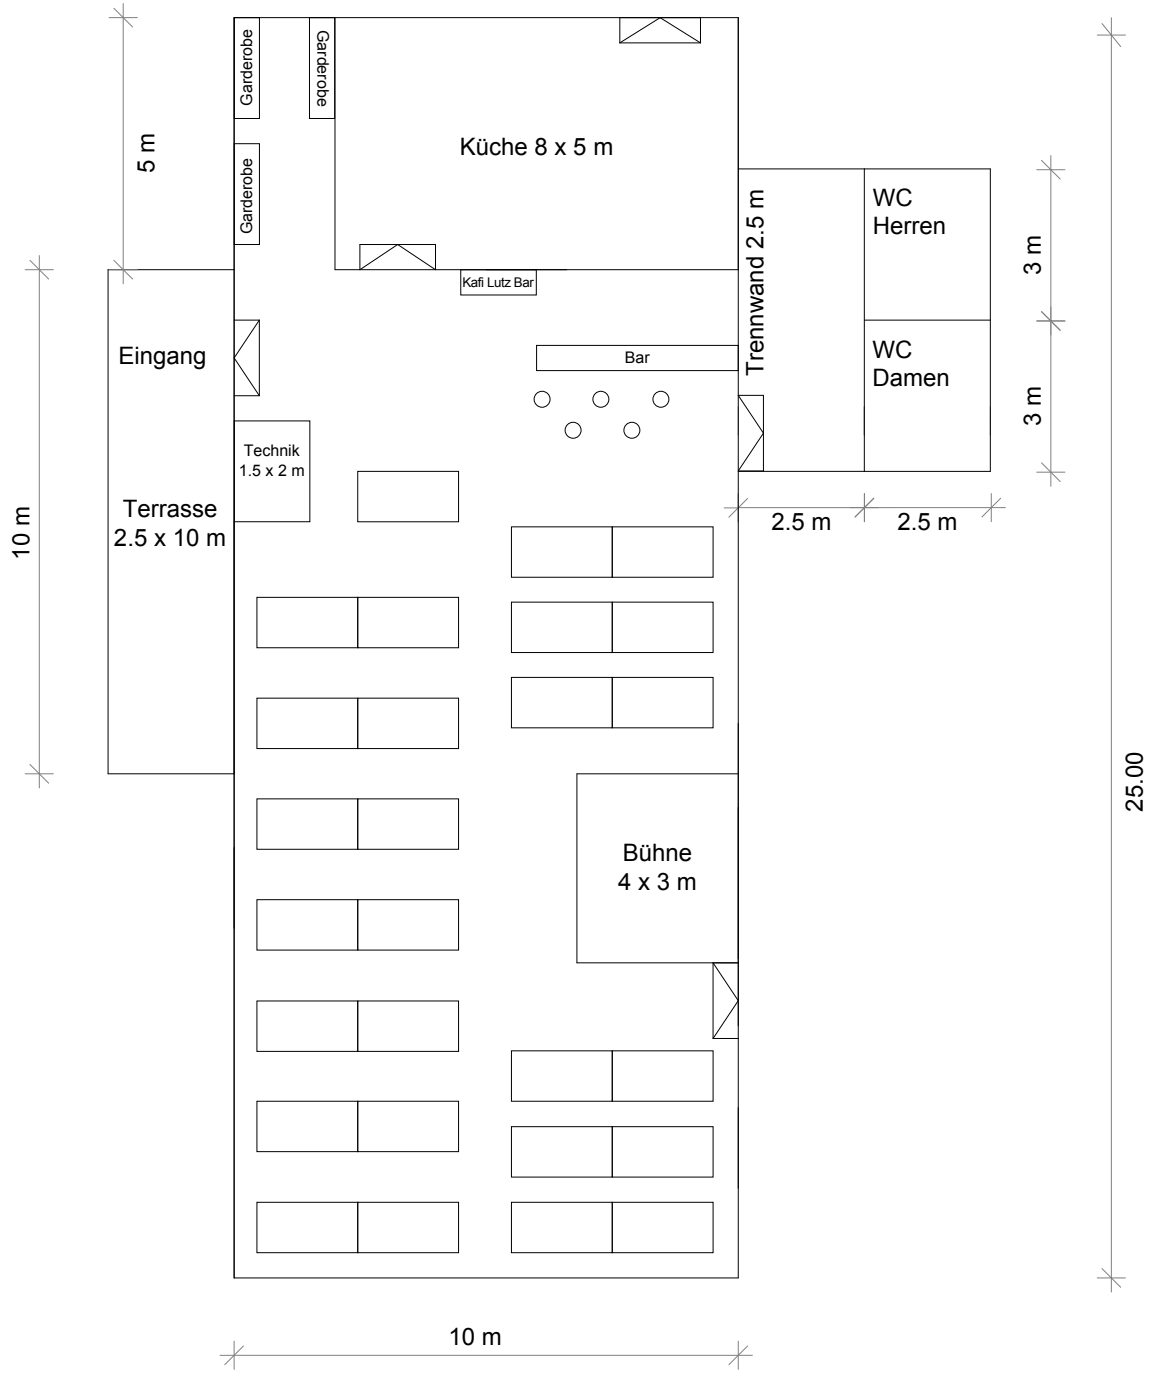 Garderobe
Garderobe
Küche 8 x 5 m
5 m
Garderobe
Trennwand 2.5 m
WC
Herren
3 m
Kafi Lutz Bar
Eingang
Bar
WC
Damen
3 m
Technik
1.5 x 2 m
Terrasse
2.5 x 10 m
10 m
2.5 m
2.5 m
25.00
Bühne
4 x 3 m
10 m